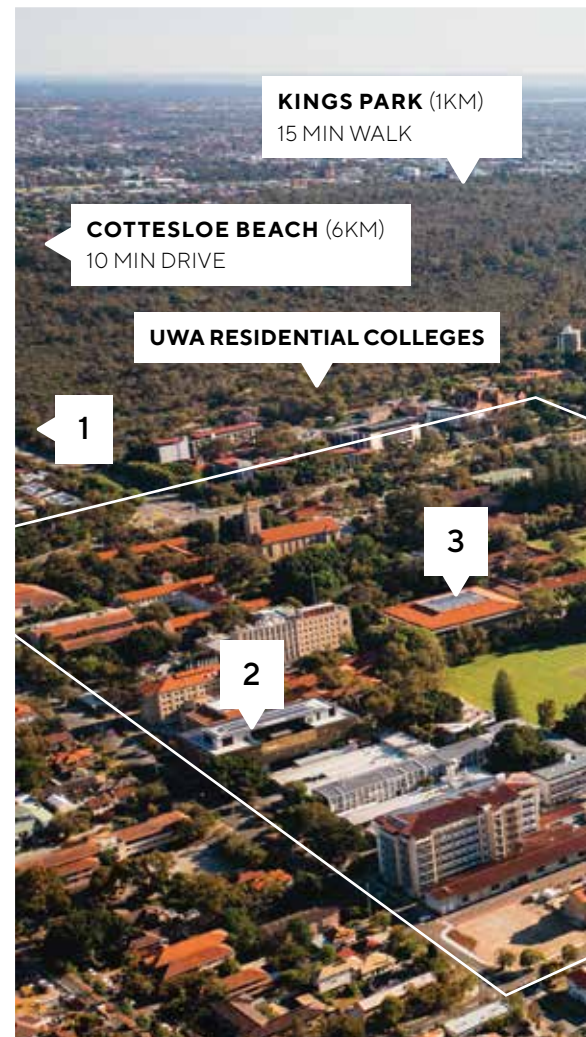 KINGS PARK (1KM)
15 MIN WALK
COTTESLOE BEACH (6KM)
10 MIN DRIVE
UWA RESIDENTIAL COLLEGES
1
3
2